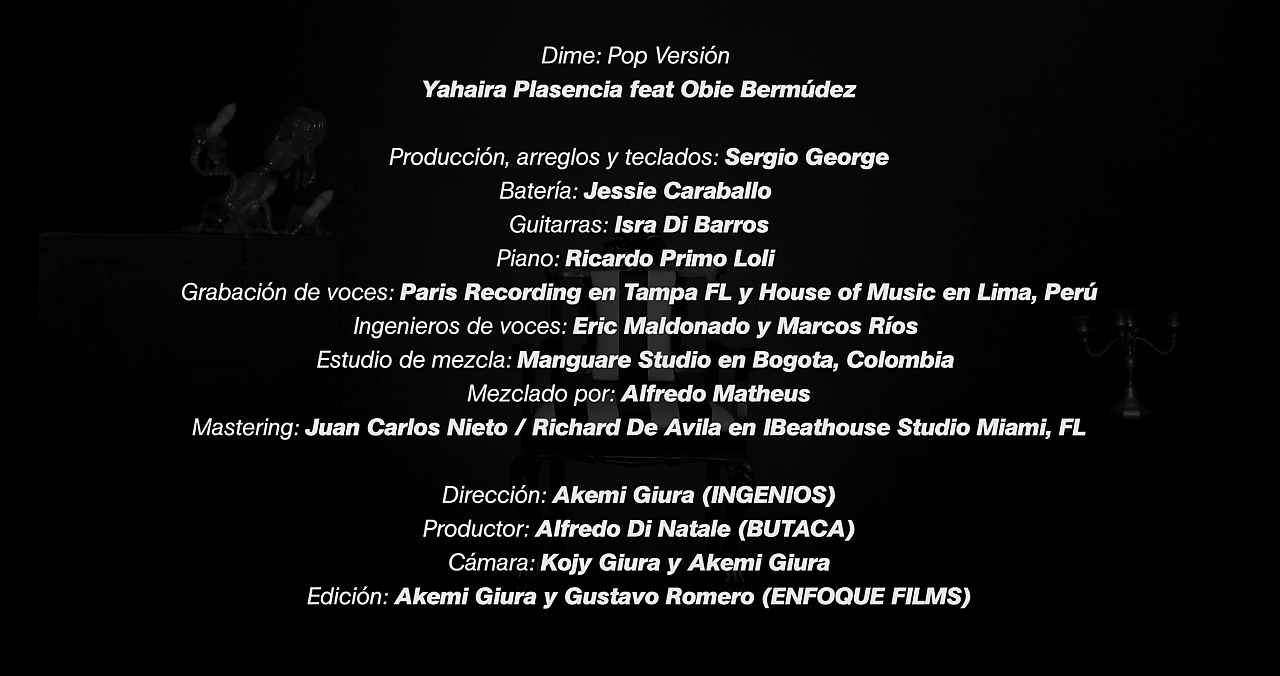 Dime: Pop Versión
Yahaira Plasencia feat Obie Bermúdez
Producción, arreglos y teclados: Sergio George
Batería: Jessie Caraballo
Guitarras: Isra Di Barros
Piano: Ricardo Primo Loli
Grabación de voces: Paris Recording en Tampa FL y House of Music en Lima, Perú
Ingenieros de voces: Eric Maldonado y Marcos Ríos
Estudio de mezcla: Manguare Studio en Bogota, Colombia
Mezclado por: Alfredo Matheus
Mastering: Juan Carlos Nieto / Richard De Avila en IBeathouse Studio Miami, FL
Dirección: Akemi Giura (INGENIOS)
Productor: Alfredo Di Natale (BUTACA)
Cámara: Kojy Giura y Akemi Giura
Edición: Akemi Giura y Gustavo Romero (ENFOQUE FILMS)